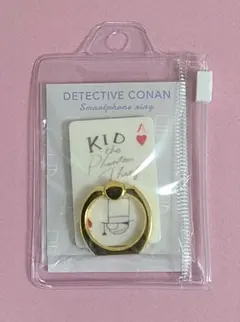 DETECTIVE CONAN
Smartphone ring
A
KID
the
Phantom
Thief